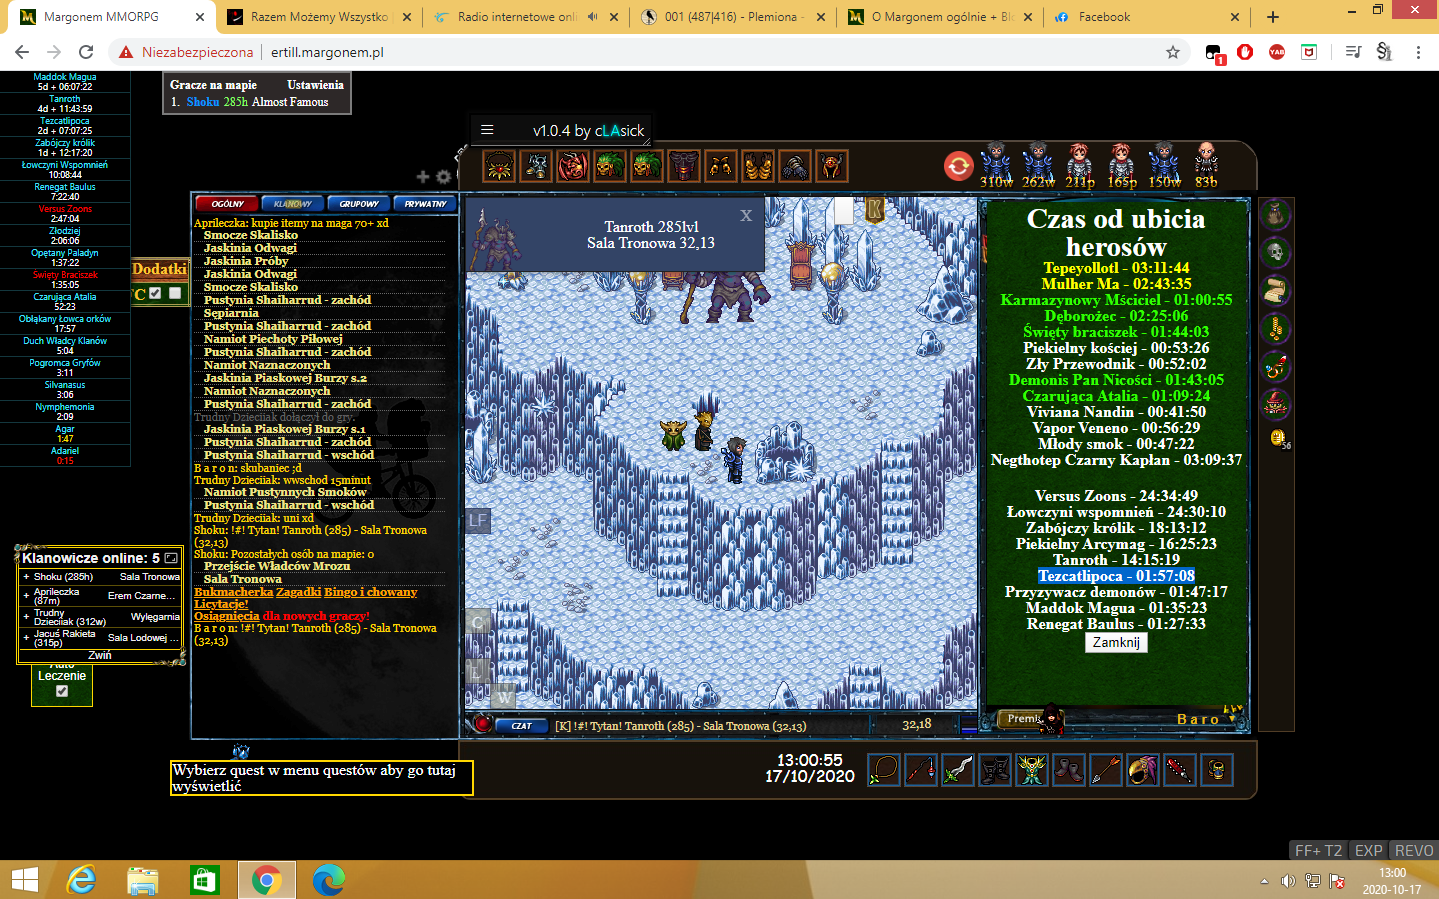 Margonem MMORPG
Razem Możemy Wszystko
Radio internetowe onli
001 (487|416) - Plemiona -
O Margonem ogólnie + Blo
Facebook
Niezabezpieczona
ertill.margonem.pl
1
YAB
Maddok Magua
5d + 06:07:22
Tanroth
4d + 11:43:59
Tezcatlipoca
2d + 07:07:25
Zabójczy królik
1d + 12:17:20
Łowczyni Wspomnień
10:08:44
Renegat Baulus
7:22:40
Versus Zoons
2:47:04
Złodziej
2:06:06
Opętany Paladyn
1:37:22
Święty Braciszek
1:35:05
Czarująca Atalia
52:23
Obłąkany Łowca orków
17:57
Duch Władcy Klanów
5:04
Pogromca Gryfów
3:11
Silvanasus
3:06
Nymphemonia
2:09
Agar
1:47
Adariel
0:15
Gracze na mapie Ustawienia
1. Shoku 285h Almost Famous
Dodatki
C
v1.0.4 by cLAsick
310w 262w 211p 165p 150w 83b
OGÓLNY KLANOWY GRUPOWY PRYWATNY
Aprileczka: kupie itemy na maga 70+ xd
Smocze Skalisko
Jaskinia Odwagi
Jaskinia Próby
Jaskinia Odwagi
Smocze Skalisko
Pustynia Shaiharrud - zachód
Sępiarnia
Pustynia Shaiharrud - zachód
Namiot Piechoty Piłowej
Pustynia Shaiharrud - zachód
Namiot Naznaczonych
Jaskinia Piaskowej Burzy s.2
Namiot Naznaczonych
Pustynia Shaiharrud - zachód
Trudny Dzieciiak dołączył do gry.
Jaskinia Piaskowej Burzy s.1
Pustynia Shaiharrud - zachód
Pustynia Shaiharrud - wschód
B a r o n: skubaniec ;d
Trudny Dzieciiak: wwschod 15minut
Namiot Pustynnych Smoków
Pustynia Shaiharrud - wschód
Trudny Dzieciiak: uni xd
Shoku: !#! Tytan! Tanroth (285) - Sala Tronowa
(32,13)
Shoku: Pozostałych osób na mapie: 0
Przejście Władców Mrozu
Sala Tronowa
Bukmacherka Zagadki Bingo i chowany
Licytacje!
Osiągnięcia dla nowych graczy!
B a r o n: !#! Tytan! Tanroth (285) - Sala Tronowa
(32,13)
Tanroth 285lvl
Sala Tronowa 32,13
X
K
LF
C
L
W
CZAT
[K] !#! Tytan! Tanroth (285) - Sala Tronowa (32,13)
32,18
Czas od ubicia
herosów
Tepeyollotl - 03:11:44
Mulher Ma - 02:43:35
Karmazynowy Mściciel - 01:00:55
Dęborożec - 02:25:06
Święty braciszek - 01:44:03
Piekielny kościej - 00:53:26
Zły Przewodnik - 00:52:02
Demonis Pan Nicości - 01:43:05
Czarująca Atalia - 01:09:24
Viviana Nandin - 00:41:50
Vapor Veneno - 00:56:29
Młody smok - 00:47:22
Negthotep Czarny Kapłan - 03:09:37
Versus Zoons - 24:34:49
Łowczyni wspomnień - 24:30:10
Zabójczy królik - 18:13:12
Piekielny Arcymag - 16:25:23
Tanroth - 14:15:19
Tezcatlipoca - 01:57:08
Przyzywacz demonów - 01:47:17
Maddok Magua - 01:35:23
Renegat Baulus - 01:27:33
Zamknij
Premi
Baro
56
Klanowicze online: 5
+ Shoku (285h) Sala Tronowa
+ Aprileczka (87m) Erem Czarne...
+ Trudny Dzieciiak (312w) Wylęgarnia
+ Jacuś Rakieta (315p) Sala Lodowej ...
Zwiń
Auto
Leczenie
Wybierz quest w menu questów aby go tutaj
wyświetlić
13:00:55
17/10/2020
FF+ T2 EXP REVO
13:00
2020-10-17